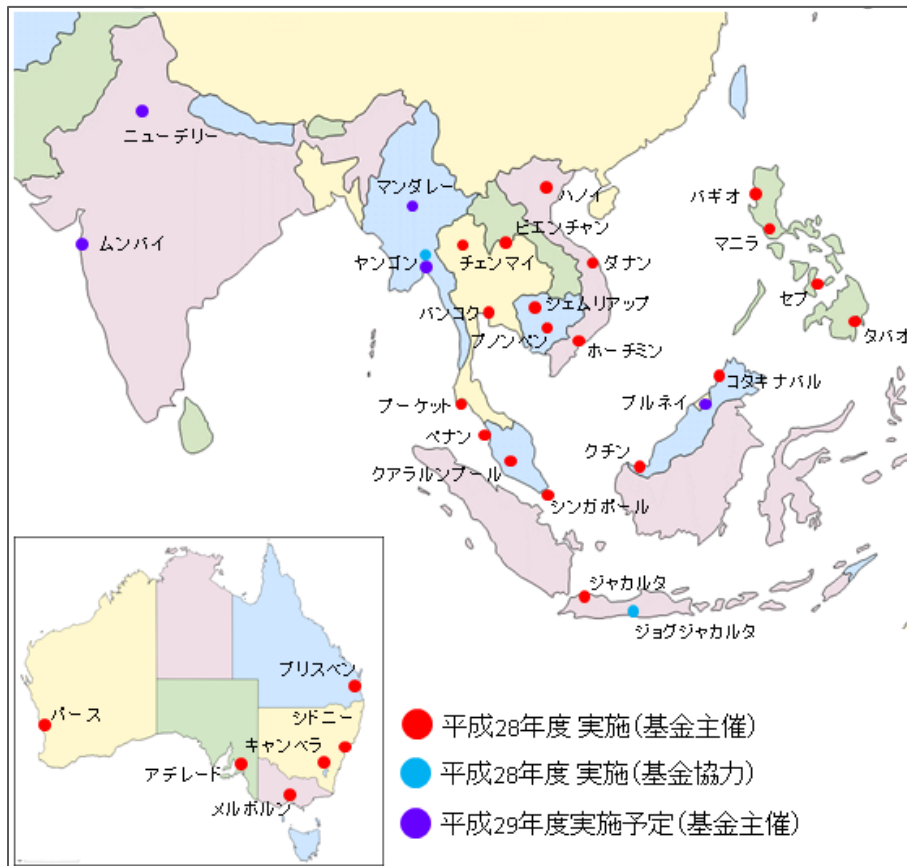 ニューデリー
マンダレー
ハノイ
バギオ
ビエンチャン
マニラ
ムンバイ
ヤンゴン
チェンマイ
ダナン
セブ
シェムリアップ
バンコク
プノンペン
ホーチミン
ダバオ
コタキナバル
プーケット
ブルネイ
ペナン
クチン
クアラルンプール
シンガポール
ジャカルタ
ジョグジャカルタ
ブリスベン
パース
シドニー
キャンベラ
アデレード
メルボルン
平成28年度 実施(基金主催)
平成28年度 実施(基金協力)
平成29年度実施予定(基金主催)